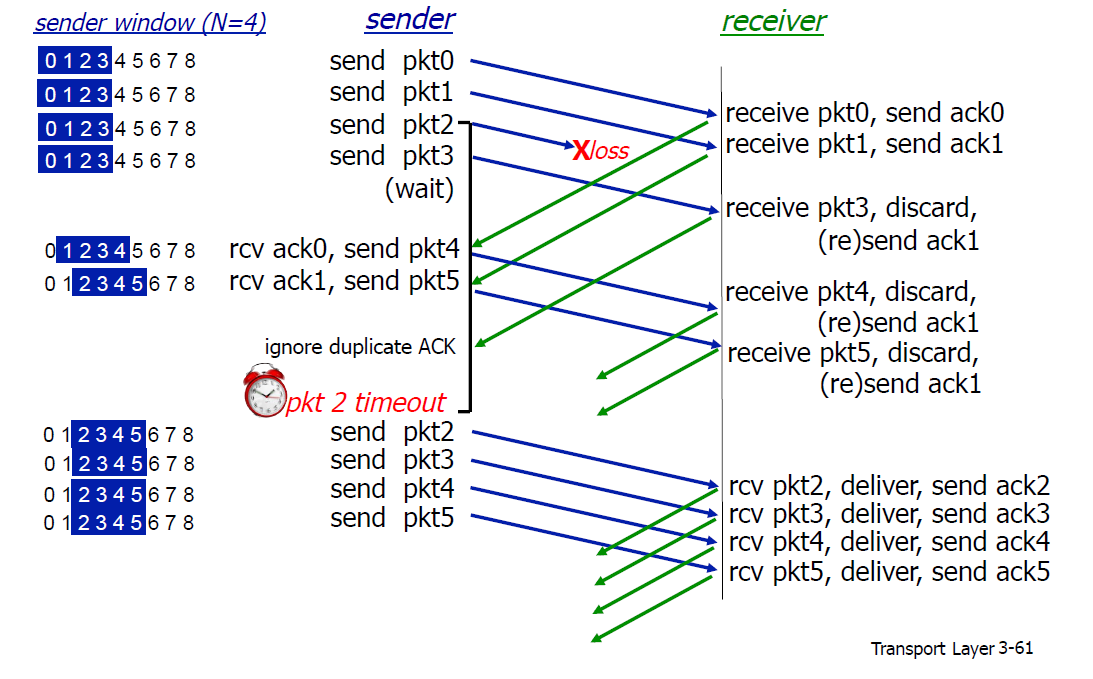 sender window (N=4) sender receiver
0 1 2 3 4 5 6 7 8 send pkt0
0 1 2 3 4 5 6 7 8 send pkt1
receive pkt0, send ack0
0 1 2 3 4 5 6 7 8 send pkt2
receive pkt1, send ack1
X loss
0 1 2 3 4 5 6 7 8 send pkt3
(wait)
receive pkt3, discard,
(re)send ack1
0 1 2 3 4 5 6 7 8 rcv ack0, send pkt4
0 1 2 3 4 5 6 7 8 rcv ack1, send pkt5
receive pkt4, discard,
(re)send ack1
ignore duplicate ACK
receive pkt5, discard,
(re)send ack1
pkt 2 timeout
0 1 2 3 4 5 6 7 8 send pkt2
0 1 2 3 4 5 6 7 8 send pkt3
0 1 2 3 4 5 6 7 8 send pkt4
0 1 2 3 4 5 6 7 8 send pkt5
rcv pkt2, deliver, send ack2
rcv pkt3, deliver, send ack3
rcv pkt4, deliver, send ack4
rcv pkt5, deliver, send ack5
Transport Layer 3-61